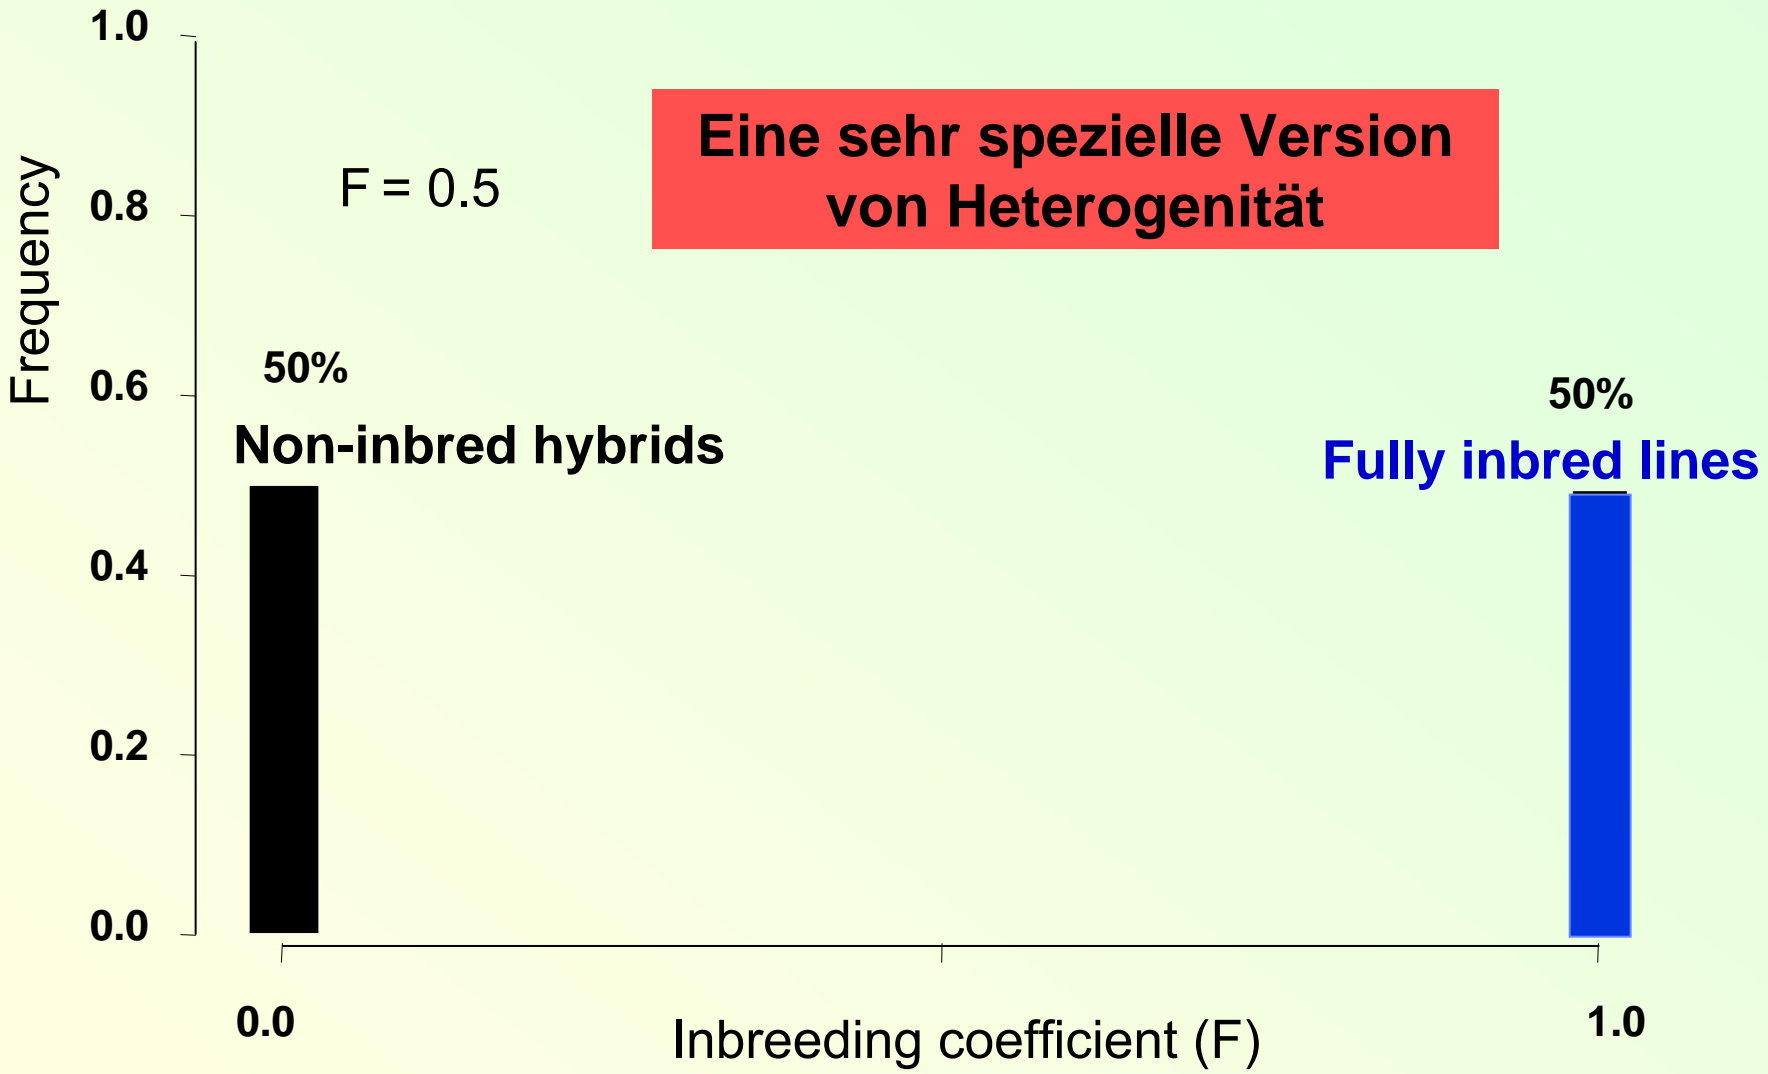 1.0
Eine sehr spezielle Version
von Heterogenität
F = 0.5
0.8
Frequency
50%
0.6
50%
Non-inbred hybrids
Fully inbred lines
0.4
0.2
0.0
0.0
Inbreeding coefficient (F)
1.0